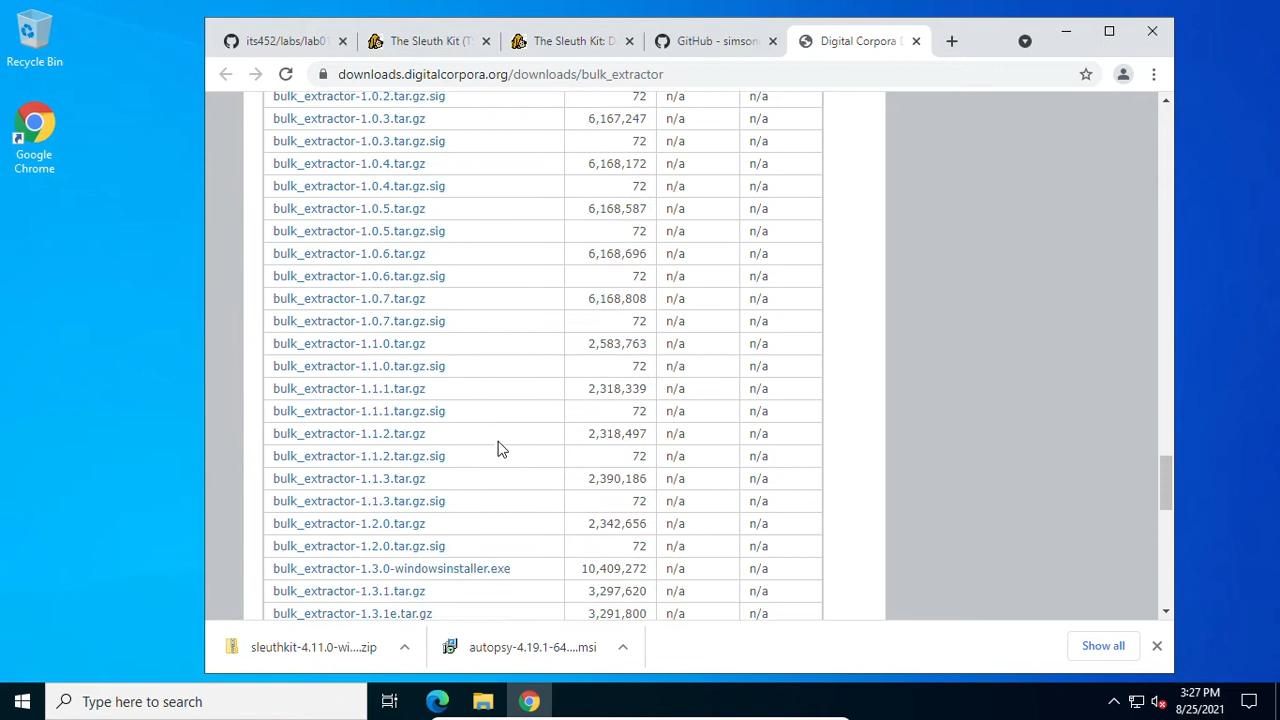 Recycle Bin
Google
Chrome
its452/labs/lab01
The Sleuth Kit (T
The Sleuth Kit: D
GitHub - simson
Digital Corpora
downloads.digitalcorpora.org/downloads/bulk_extractor
bulk_extractor-1.0.2.tar.gz.sig 72 n/a n/a
bulk_extractor-1.0.3.tar.gz 6,167,247 n/a n/a
bulk_extractor-1.0.3.tar.gz.sig 72 n/a n/a
bulk_extractor-1.0.4.tar.gz 6,168,172 n/a n/a
bulk_extractor-1.0.4.tar.gz.sig 72 n/a n/a
bulk_extractor-1.0.5.tar.gz 6,168,587 n/a n/a
bulk_extractor-1.0.5.tar.gz.sig 72 n/a n/a
bulk_extractor-1.0.6.tar.gz 6,168,696 n/a n/a
bulk_extractor-1.0.6.tar.gz.sig 72 n/a n/a
bulk_extractor-1.0.7.tar.gz 6,168,808 n/a n/a
bulk_extractor-1.0.7.tar.gz.sig 72 n/a n/a
bulk_extractor-1.1.0.tar.gz 2,583,763 n/a n/a
bulk_extractor-1.1.0.tar.gz.sig 72 n/a n/a
bulk_extractor-1.1.1.tar.gz 2,318,339 n/a n/a
bulk_extractor-1.1.1.tar.gz.sig 72 n/a n/a
bulk_extractor-1.1.2.tar.gz 2,318,497 n/a n/a
bulk_extractor-1.1.2.tar.gz.sig 72 n/a n/a
bulk_extractor-1.1.3.tar.gz 2,390,186 n/a n/a
bulk_extractor-1.1.3.tar.gz.sig 72 n/a n/a
bulk_extractor-1.2.0.tar.gz 2,342,656 n/a n/a
bulk_extractor-1.2.0.tar.gz.sig 72 n/a n/a
bulk_extractor-1.3.0-windowsinstaller.exe 10,409,272 n/a n/a
bulk_extractor-1.3.1.tar.gz 3,297,620 n/a n/a
bulk_extractor-1.3.1e.tar.gz 3,291,800 n/a n/a
sleuthkit-4.11.0-wi....zip
autopsy-4.19.1-64....msi
Show all
Type here to search
3:27 PM
8/25/2021